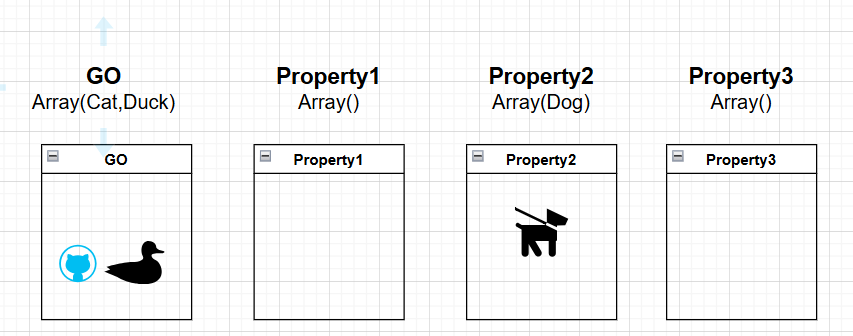 GO
Array(Cat,Duck)
Property1
Array()
Property2
Array(Dog)
Property3
Array()
GO
Property1
Property2
Property3